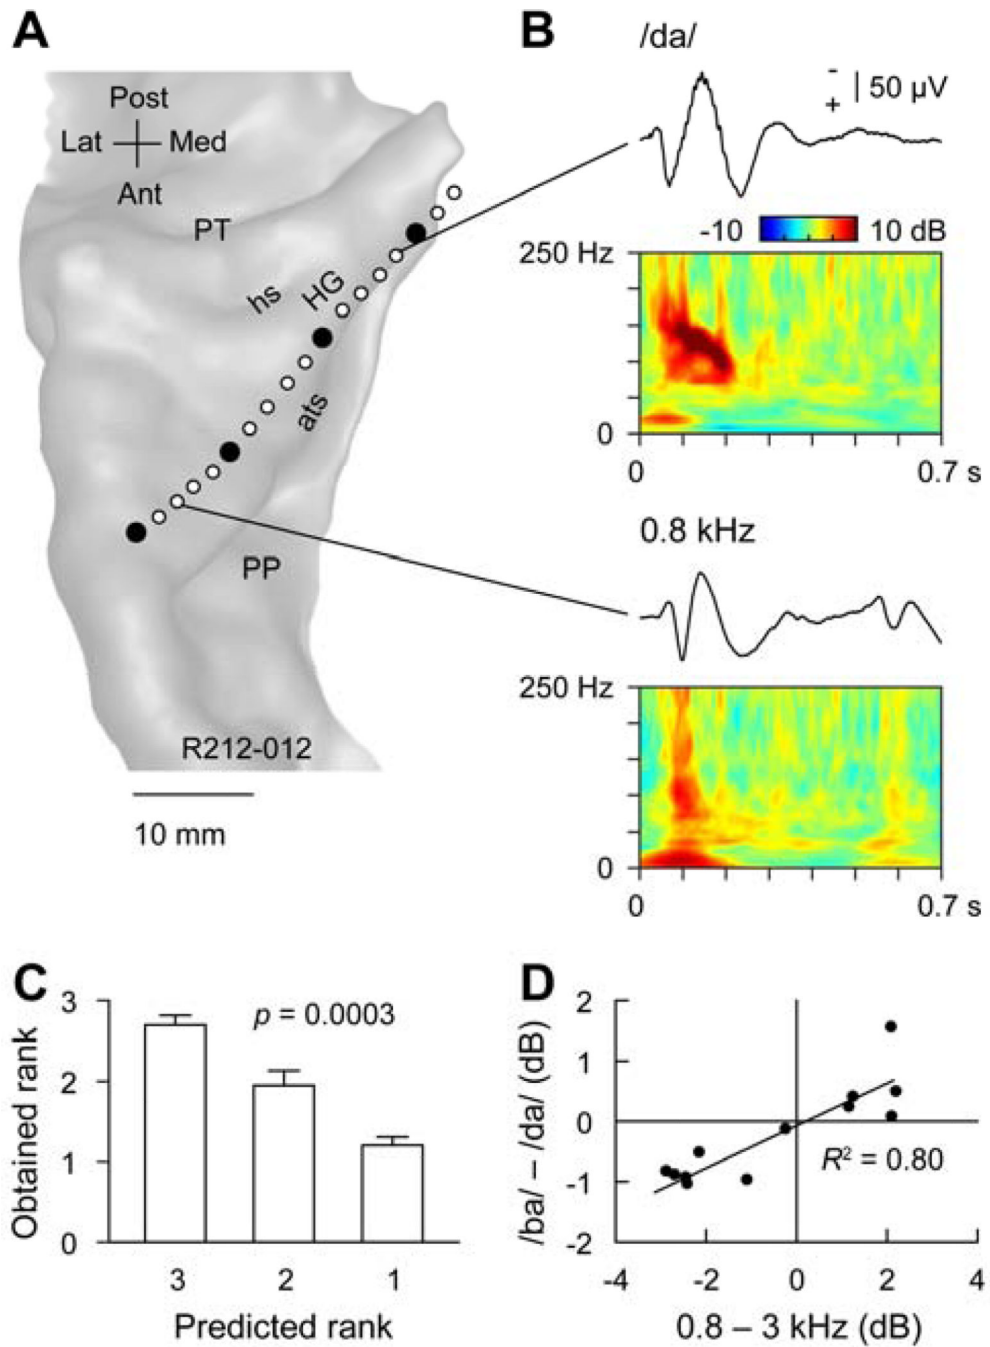 A
Post
Lat Med
Ant
PT
hs
HG
ats
PP
R212-012
10 mm
B
/da/
-
+
50 µV
-10 10 dB
250 Hz
0
0 0.7 s
0.8 kHz
250 Hz
0
0 0.7 s
C
3
2
1
0
Obtained rank
p = 0.0003
3 2 1
Predicted rank
D
2
1
0
-1
-2
/ba/ – /da/ (dB)
R² = 0.80
-4 -2 0 2 4
0.8 – 3 kHz (dB)